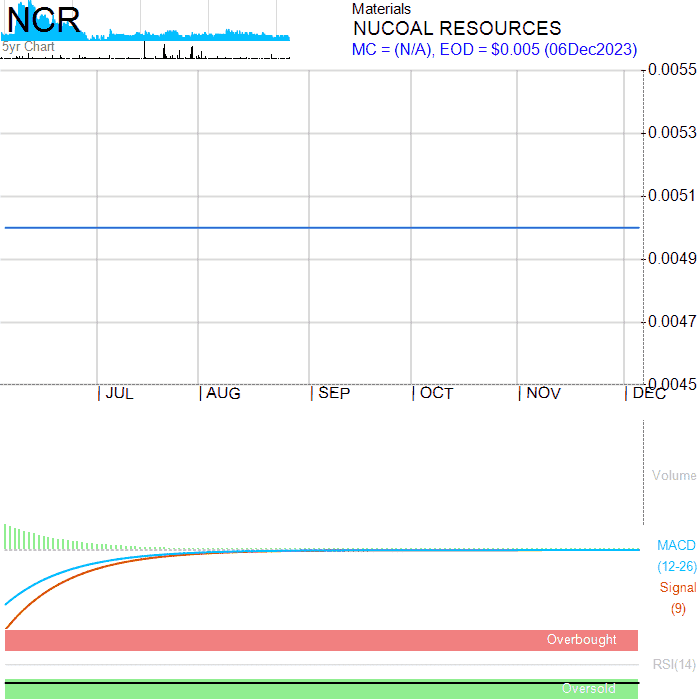 NCR
5yr Chart
Materials
NUCOAL RESOURCES
MC = (N/A), EOD = $0.005 (06Dec2023)
0.0055
0.0053
0.0051
0.0049
0.0047
0.0045
JUL AUG SEP OCT NOV DEC
Volume
MACD
(12-26)
Signal
(9)
Overbought
RSI(14)
Oversold